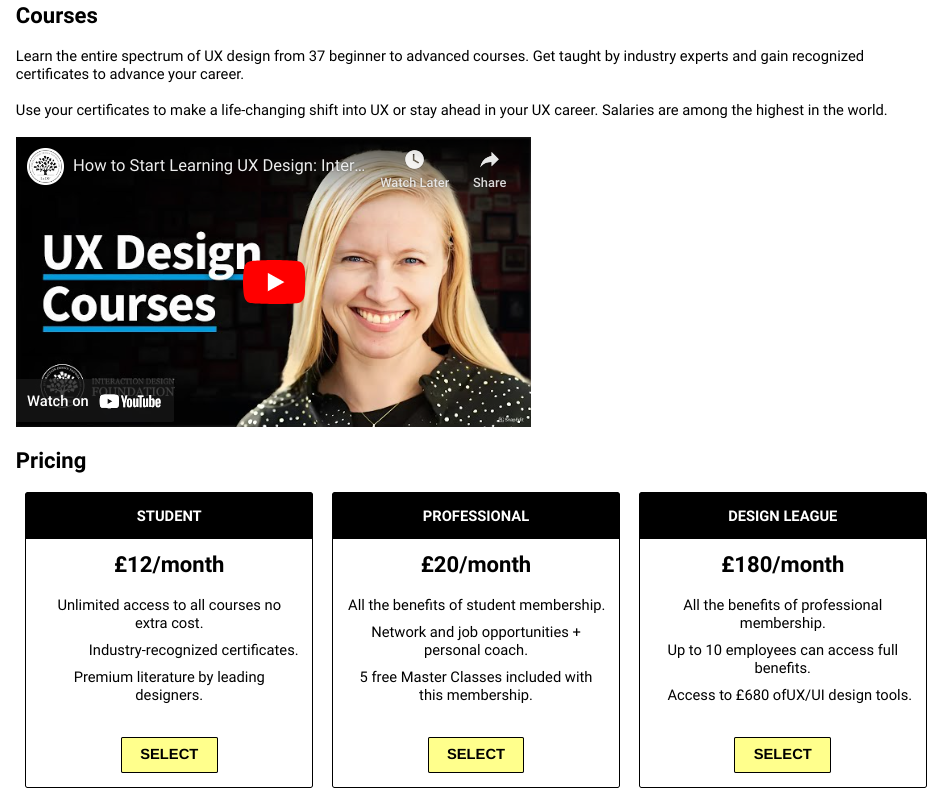 Courses
Learn the entire spectrum of UX design from 37 beginner to advanced courses. Get taught by industry experts and gain recognized
certificates to advance your career.
Use your certificates to make a life-changing shift into UX or stay ahead in your UX career. Salaries are among the highest in the world.
How to Start Learning UX Design: Inter...
Watch Later
Share
UX Design
Courses
INTERACTION DESIGN
FOUNDATION
Watch on YouTube
Pricing
STUDENT
£12/month
Unlimited access to all courses no
extra cost.
Industry-recognized certificates.
Premium literature by leading
designers.
SELECT
PROFESSIONAL
£20/month
All the benefits of student membership.
Network and job opportunities +
personal coach.
5 free Master Classes included with
this membership.
SELECT
DESIGN LEAGUE
£180/month
All the benefits of professional
membership.
Up to 10 employees can access full
benefits.
Access to £680 ofUX/UI design tools.
SELECT